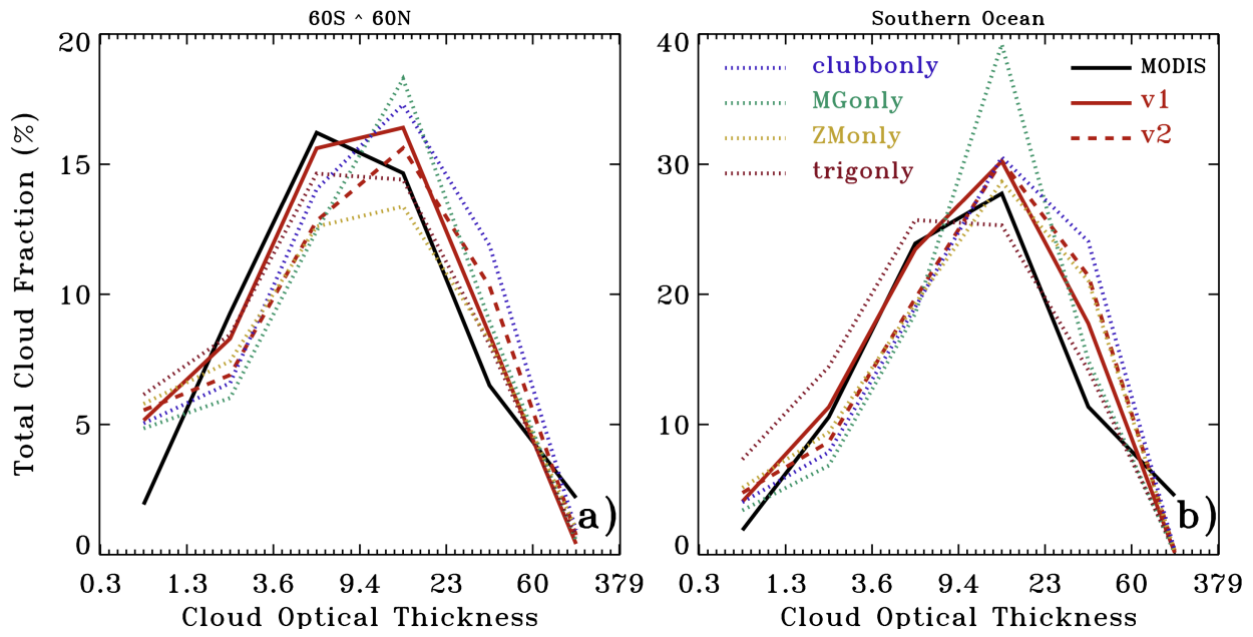 60S ^ 60N
Southern Ocean
20
15
10
5
0
Total Cloud Fraction (%)
0.3 1.3 3.6 9.4 23 60 379
Cloud Optical Thickness
a)
40
30
20
10
0
clubbonly
MGonly
ZMonly
trigonly
MODIS
v1
v2
b)
0.3 1.3 3.6 9.4 23 60 379
Cloud Optical Thickness